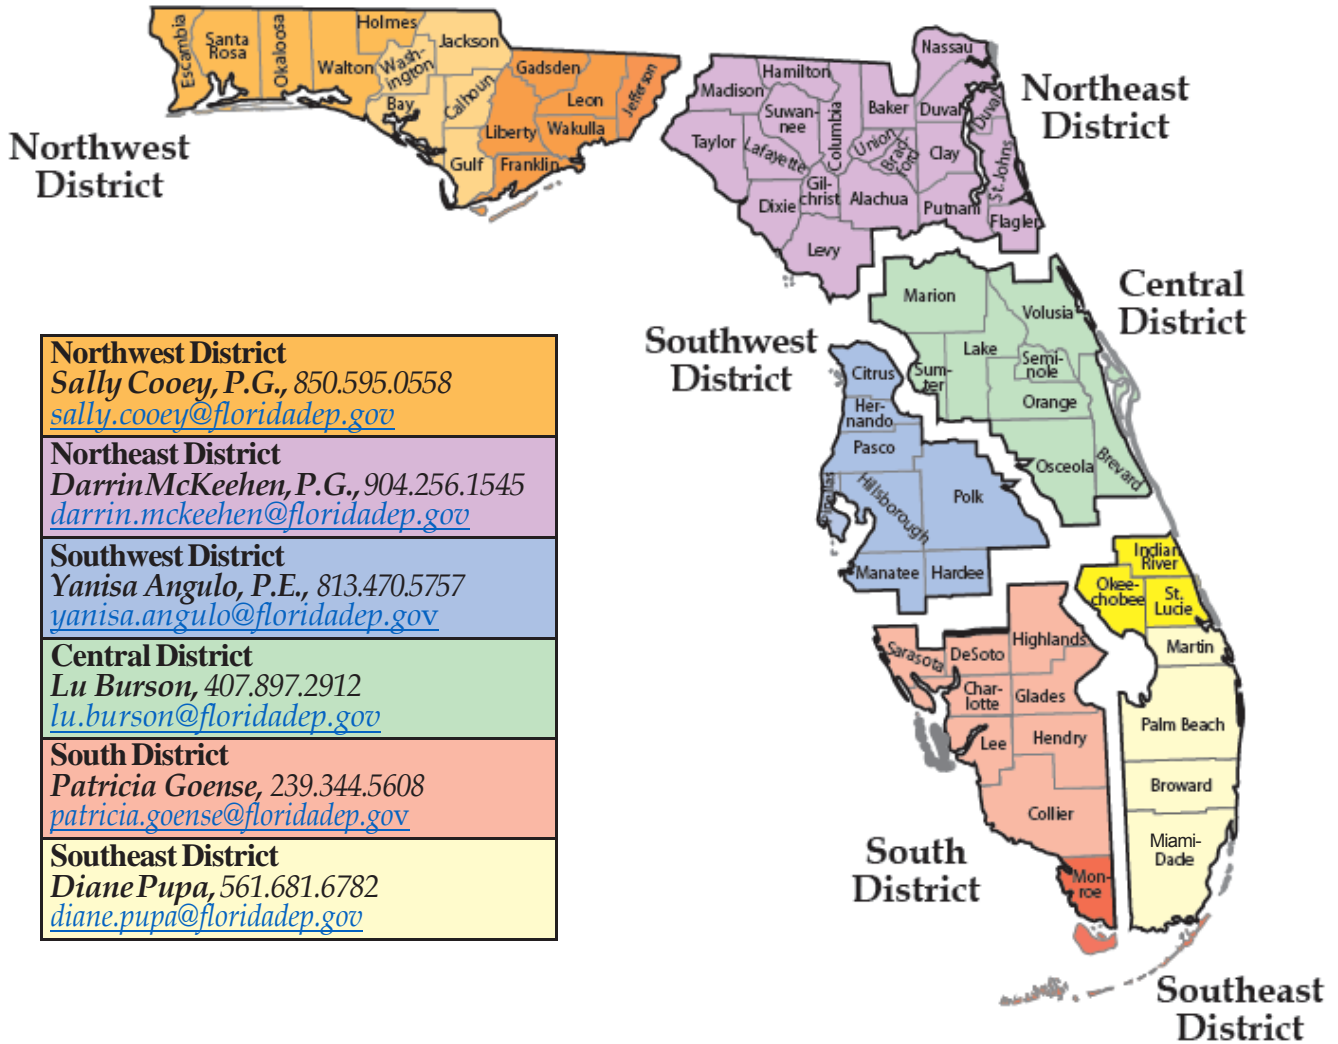 Northwest
District
Escambia
Santa
Rosa
Okaloosa
Walton
Holmes
Wash-
ington
Bay
Jackson
Calhoun
Gulf
Gadsden
Liberty
Franklin
Leon
Wakulla
Jefferson
Northeast
District
Madison
Taylor
Hamilton
Suwan-
nee
Lafayette
Dixie
Columbia
Gil-
christ
Levy
Baker
Union
Brad-
ford
Alachua
Nassau
Duval
Duval
Clay
St. Johns
Putnam
Flagler
Central
District
Marion
Volusia
Lake
Sum-
ter
Semi-
nole
Orange
Osceola
Brevard
Southwest
District
Citrus
Her-
nando
Pasco
Pinellas
Hillsborough
Polk
Manatee
Hardee
Indian
River
Okee-
chobee
St.
Lucie
Martin
Palm Beach
Broward
Miami-
Dade
Sarasota
DeSoto
Highlands
Char-
lotte
Glades
Lee
Hendry
Collier
Mon-
roe
South
District
Southeast
District
Northwest District
Sally Cooey, P.G., 850.595.0558
sally.cooey@floridadep.gov
Northeast District
Darrin McKeehen, P.G., 904.256.1545
darrin.mckeehen@floridadep.gov
Southwest District
Yanisa Angulo, P.E., 813.470.5757
yanisa.angulo@floridadep.gov
Central District
Lu Burson, 407.897.2912
lu.burson@floridadep.gov
South District
Patricia Goense, 239.344.5608
patricia.goense@floridadep.gov
Southeast District
Diane Pupa, 561.681.6782
diane.pupa@floridadep.gov